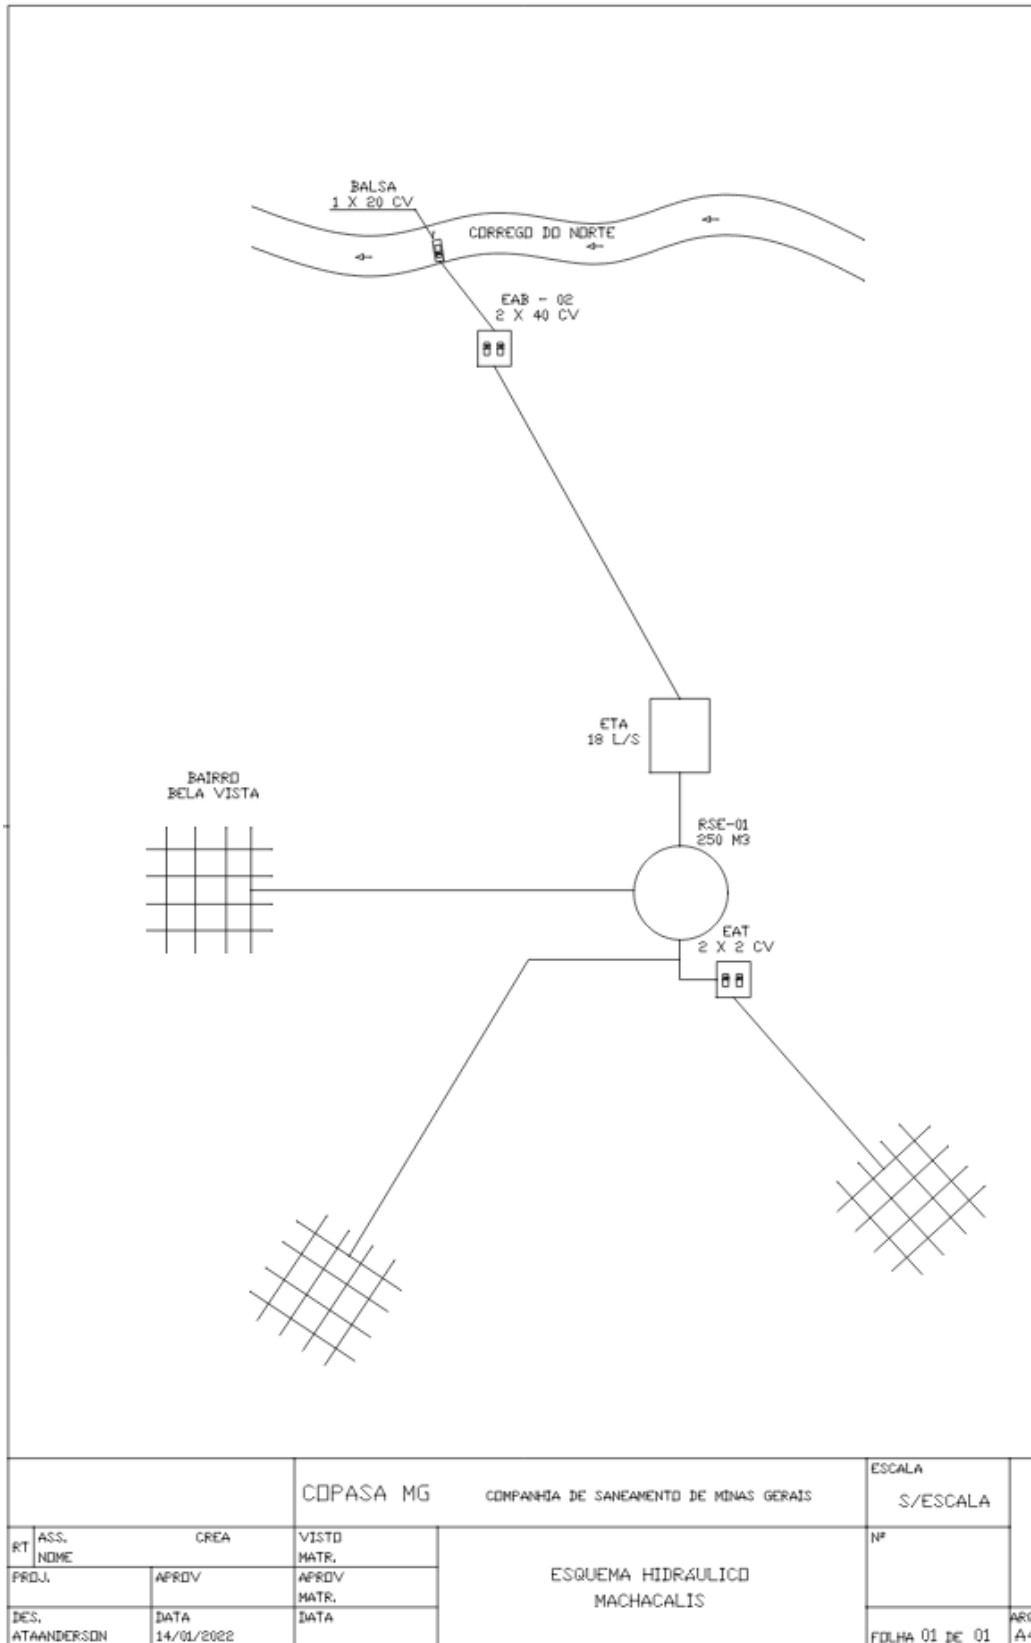 BALSA
1 X 20 CV
CORREGO DO NORTE
EAB - 02
2 X 40 CV
ETA
18 L/S
BAIRRO
BELA VISTA
RSE-01
250 M3
EAT
2 X 2 CV
COPASA MG
COMPANHIA DE SANEAMENTO DE MINAS GERAIS
ESCALA
S/ESCALA
RT
ASS.
CREA
NOME
VISTO
MATR.
Nº
PROJ.
APROV
APROV
MATR.
ESQUEMA HIDRÁULICO
MACHACALIS
DES.
ATAANDERSON
DATA
14/01/2022
DATA
FOLHA 01 DE 01